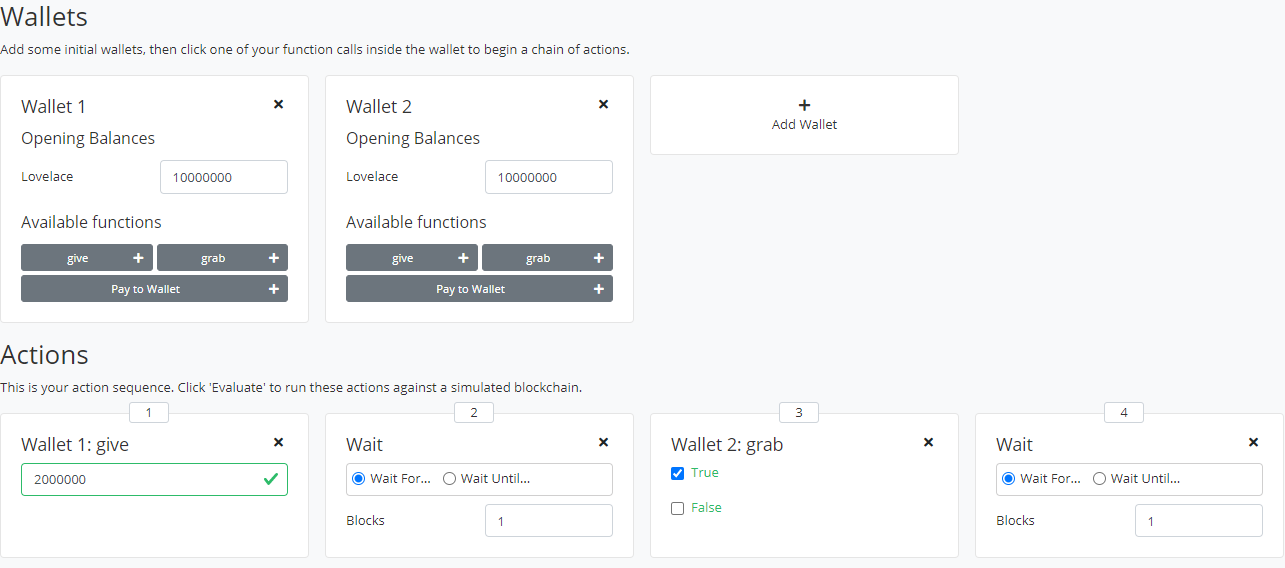 Wallets
Add some initial wallets, then click one of your function calls inside the wallet to begin a chain of actions.
Wallet 1
Opening Balances
Lovelace 10000000
Available functions
give grab
Pay to Wallet
Wallet 2
Opening Balances
Lovelace 10000000
Available functions
give grab
Pay to Wallet
Add Wallet
Actions
This is your action sequence. Click 'Evaluate' to run these actions against a simulated blockchain.
1
Wallet 1: give
2000000
2
Wait
Wait For... Wait Until...
Blocks 1
3
Wallet 2: grab
True
False
4
Wait
Wait For... Wait Until...
Blocks 1